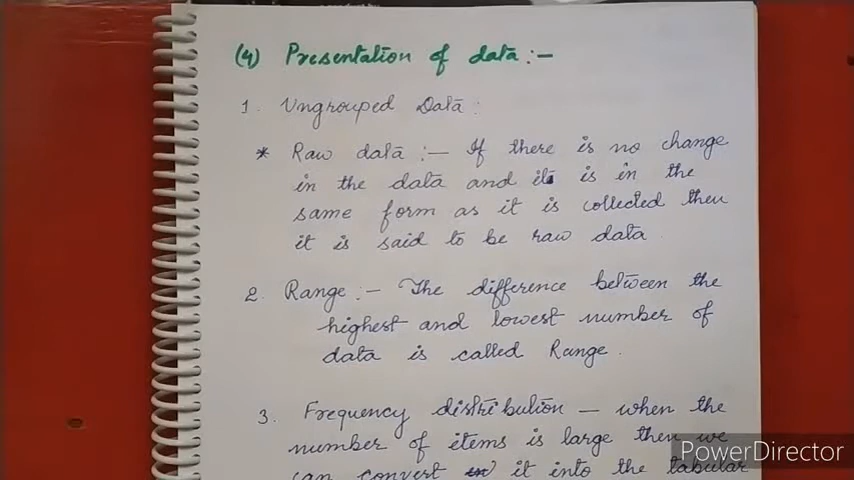 (4) Presentation of data :-
1. Ungrouped Data :
* Raw data :- If there is no change
in the data and it is in the
same form as it is collected then
it is said to be raw data
2. Range :- The difference between the
highest and lowest number of
data is called Range.
3. Frequency distribution - when the
number of items is large then we
can convert it into the tabular
PowerDirector